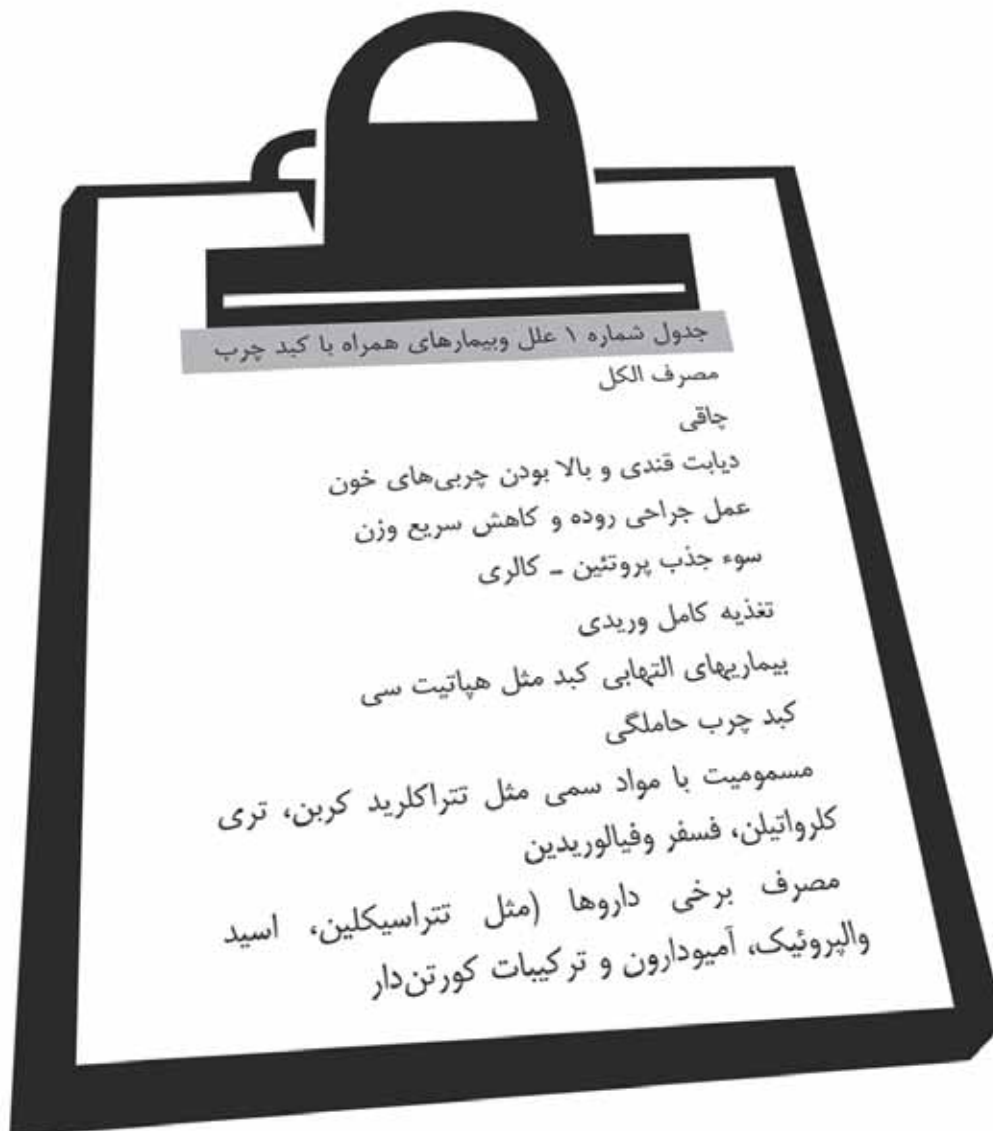 جدول شماره ۱ علل وبیمارهای همراه با کبد چرب
مصرف الکل
چاقی
دیابت قندی و بالا بودن چربی‌های خون
عمل جراحی روده و کاهش سریع وزن
سوء جذب پروتئین - کالری
تغذیه کامل وریدی
بیماریهای التهابی کبد مثل هپاتیت سی
کبد چرب حاملگی
مسمومیت با مواد سمی مثل تتراکلرید کربن، تری
کلرواتیلن، فسفر وفیالوریدین
مصرف برخی داروها (مثل تتراسیکلین، اسید
والپروئیک، آمیودارون و ترکیبات کورتن‌دار